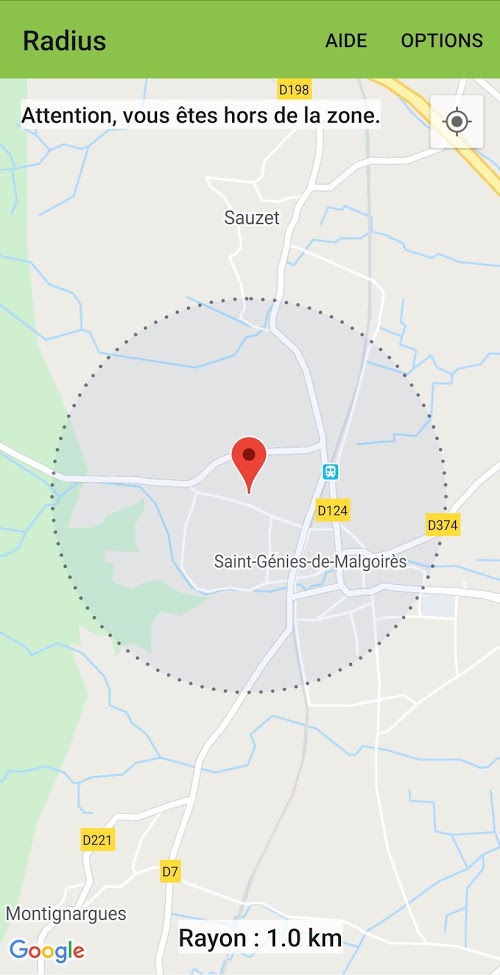 Radius AIDE OPTIONS
D198
Attention, vous êtes hors de la zone.
Sauzet
D124
D374
Saint-Génies-de-Malgoirès
D221
D7
Montignargues
Rayon : 1.0 km
Google